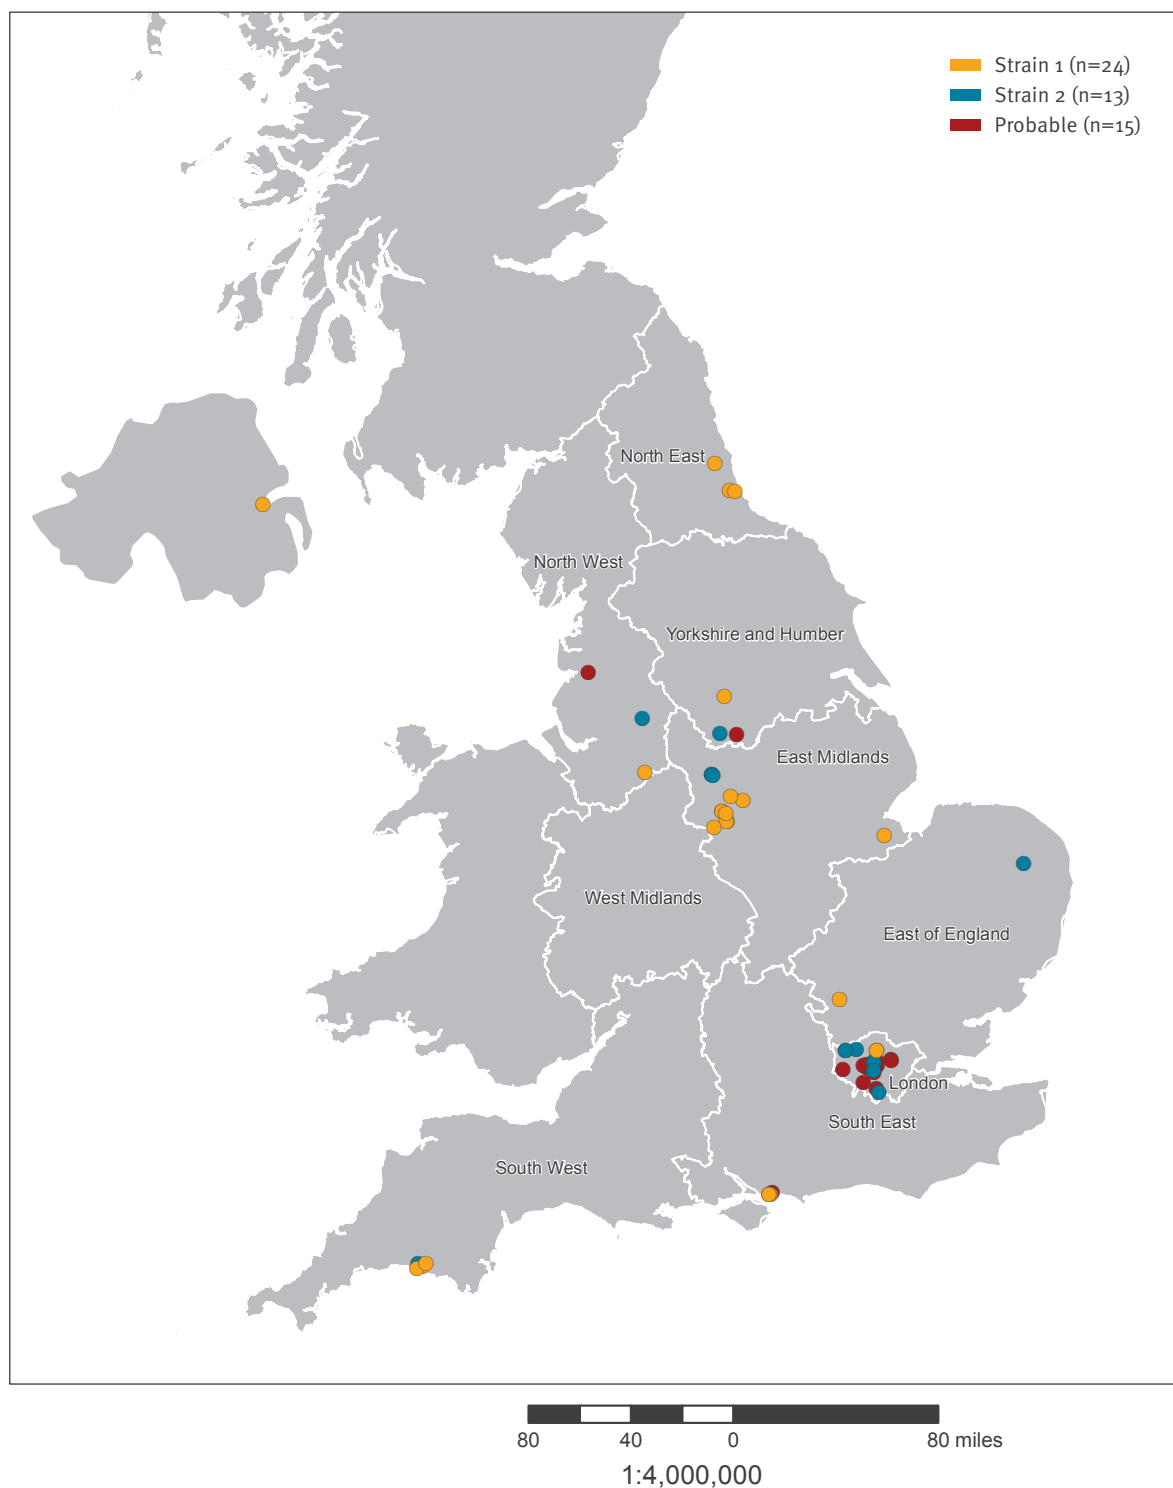 Strain 1 (n=24)
Strain 2 (n=13)
Probable (n=15)
North East
North West
Yorkshire and Humber
East Midlands
West Midlands
East of England
London
South East
South West
80 40 0 80 miles
1:4,000,000